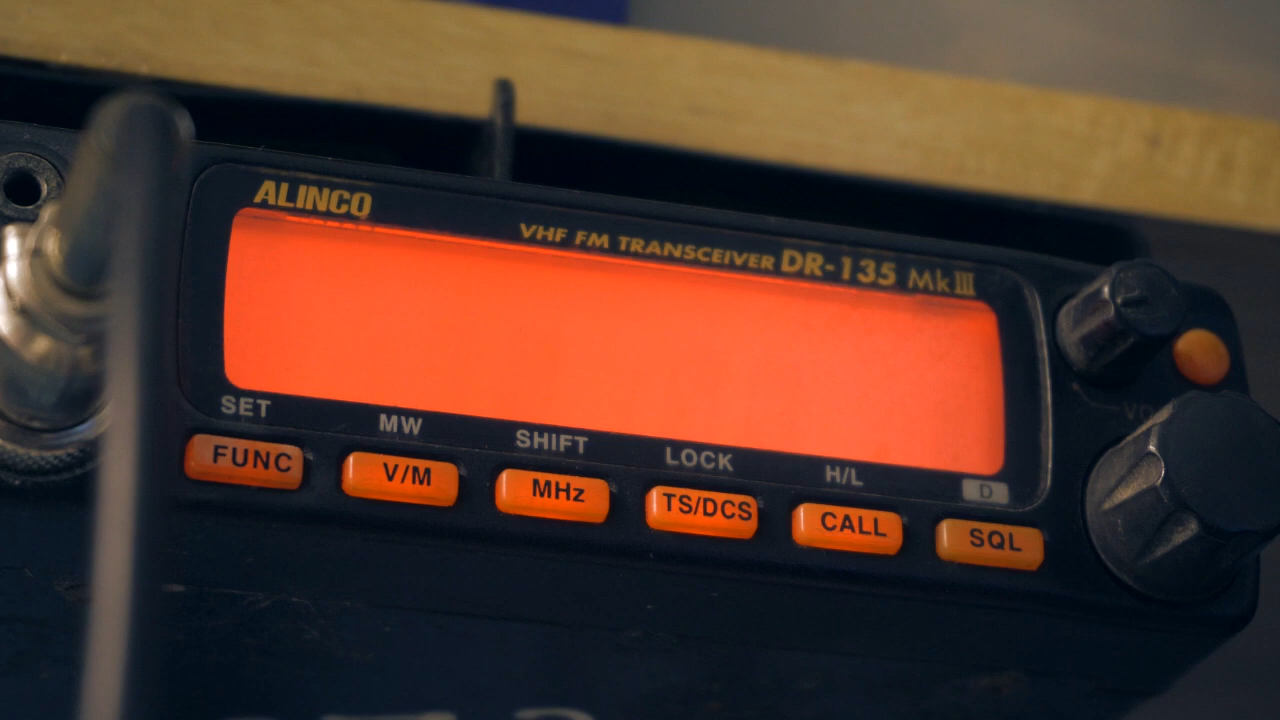 ALINCO
VHF FM TRANSCEIVER DR-135 MkIII
SET MW SHIFT LOCK H/L D
FUNC V/M MHz TS/DCS CALL SQL